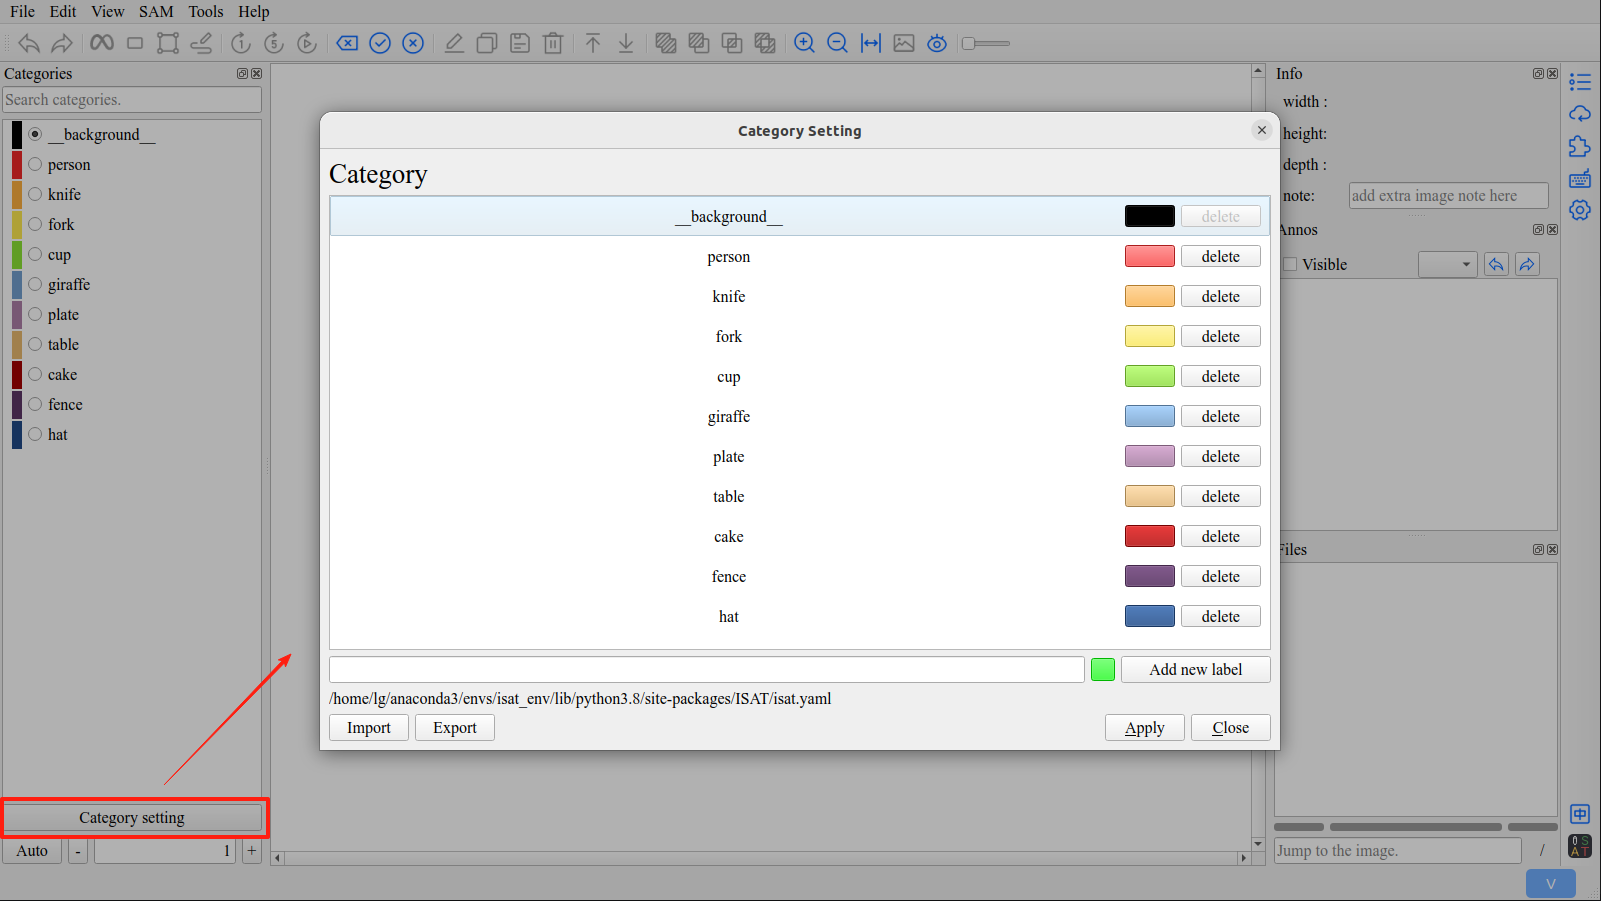 File Edit View SAM Tools Help
1 5
Categories
Search categories.
__background__
person
knife
fork
cup
giraffe
plate
table
cake
fence
hat
Category setting
Auto - 1 +
Category Setting
Category
__background__ delete
person delete
knife delete
fork delete
cup delete
giraffe delete
plate delete
table delete
cake delete
fence delete
hat delete
Add new label
/home/lg/anaconda3/envs/isat_env/lib/python3.8/site-packages/ISAT/isat.yaml
Import Export Apply Close
Info
width :
height:
depth :
note: add extra image note here
Annos
Visible
Files
Jump to the image. /
中
I S
A T
V